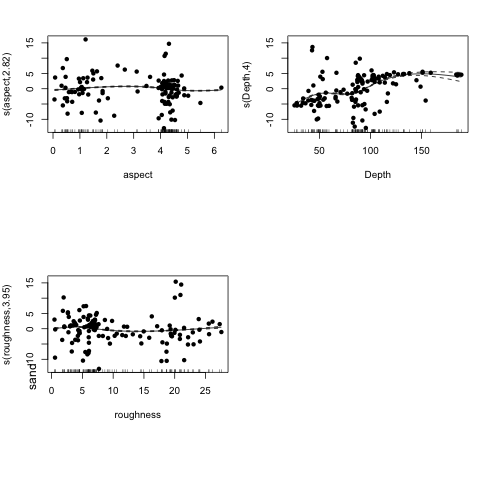 s(aspect,2.82)
-10 0 5 15
0 1 2 3 4 5 6
aspect
s(Depth,4)
-10 0 5 15
50 100 150
Depth
s(roughness,3.95)
sand
-10 0 5 15
0 5 10 15 20 25
roughness